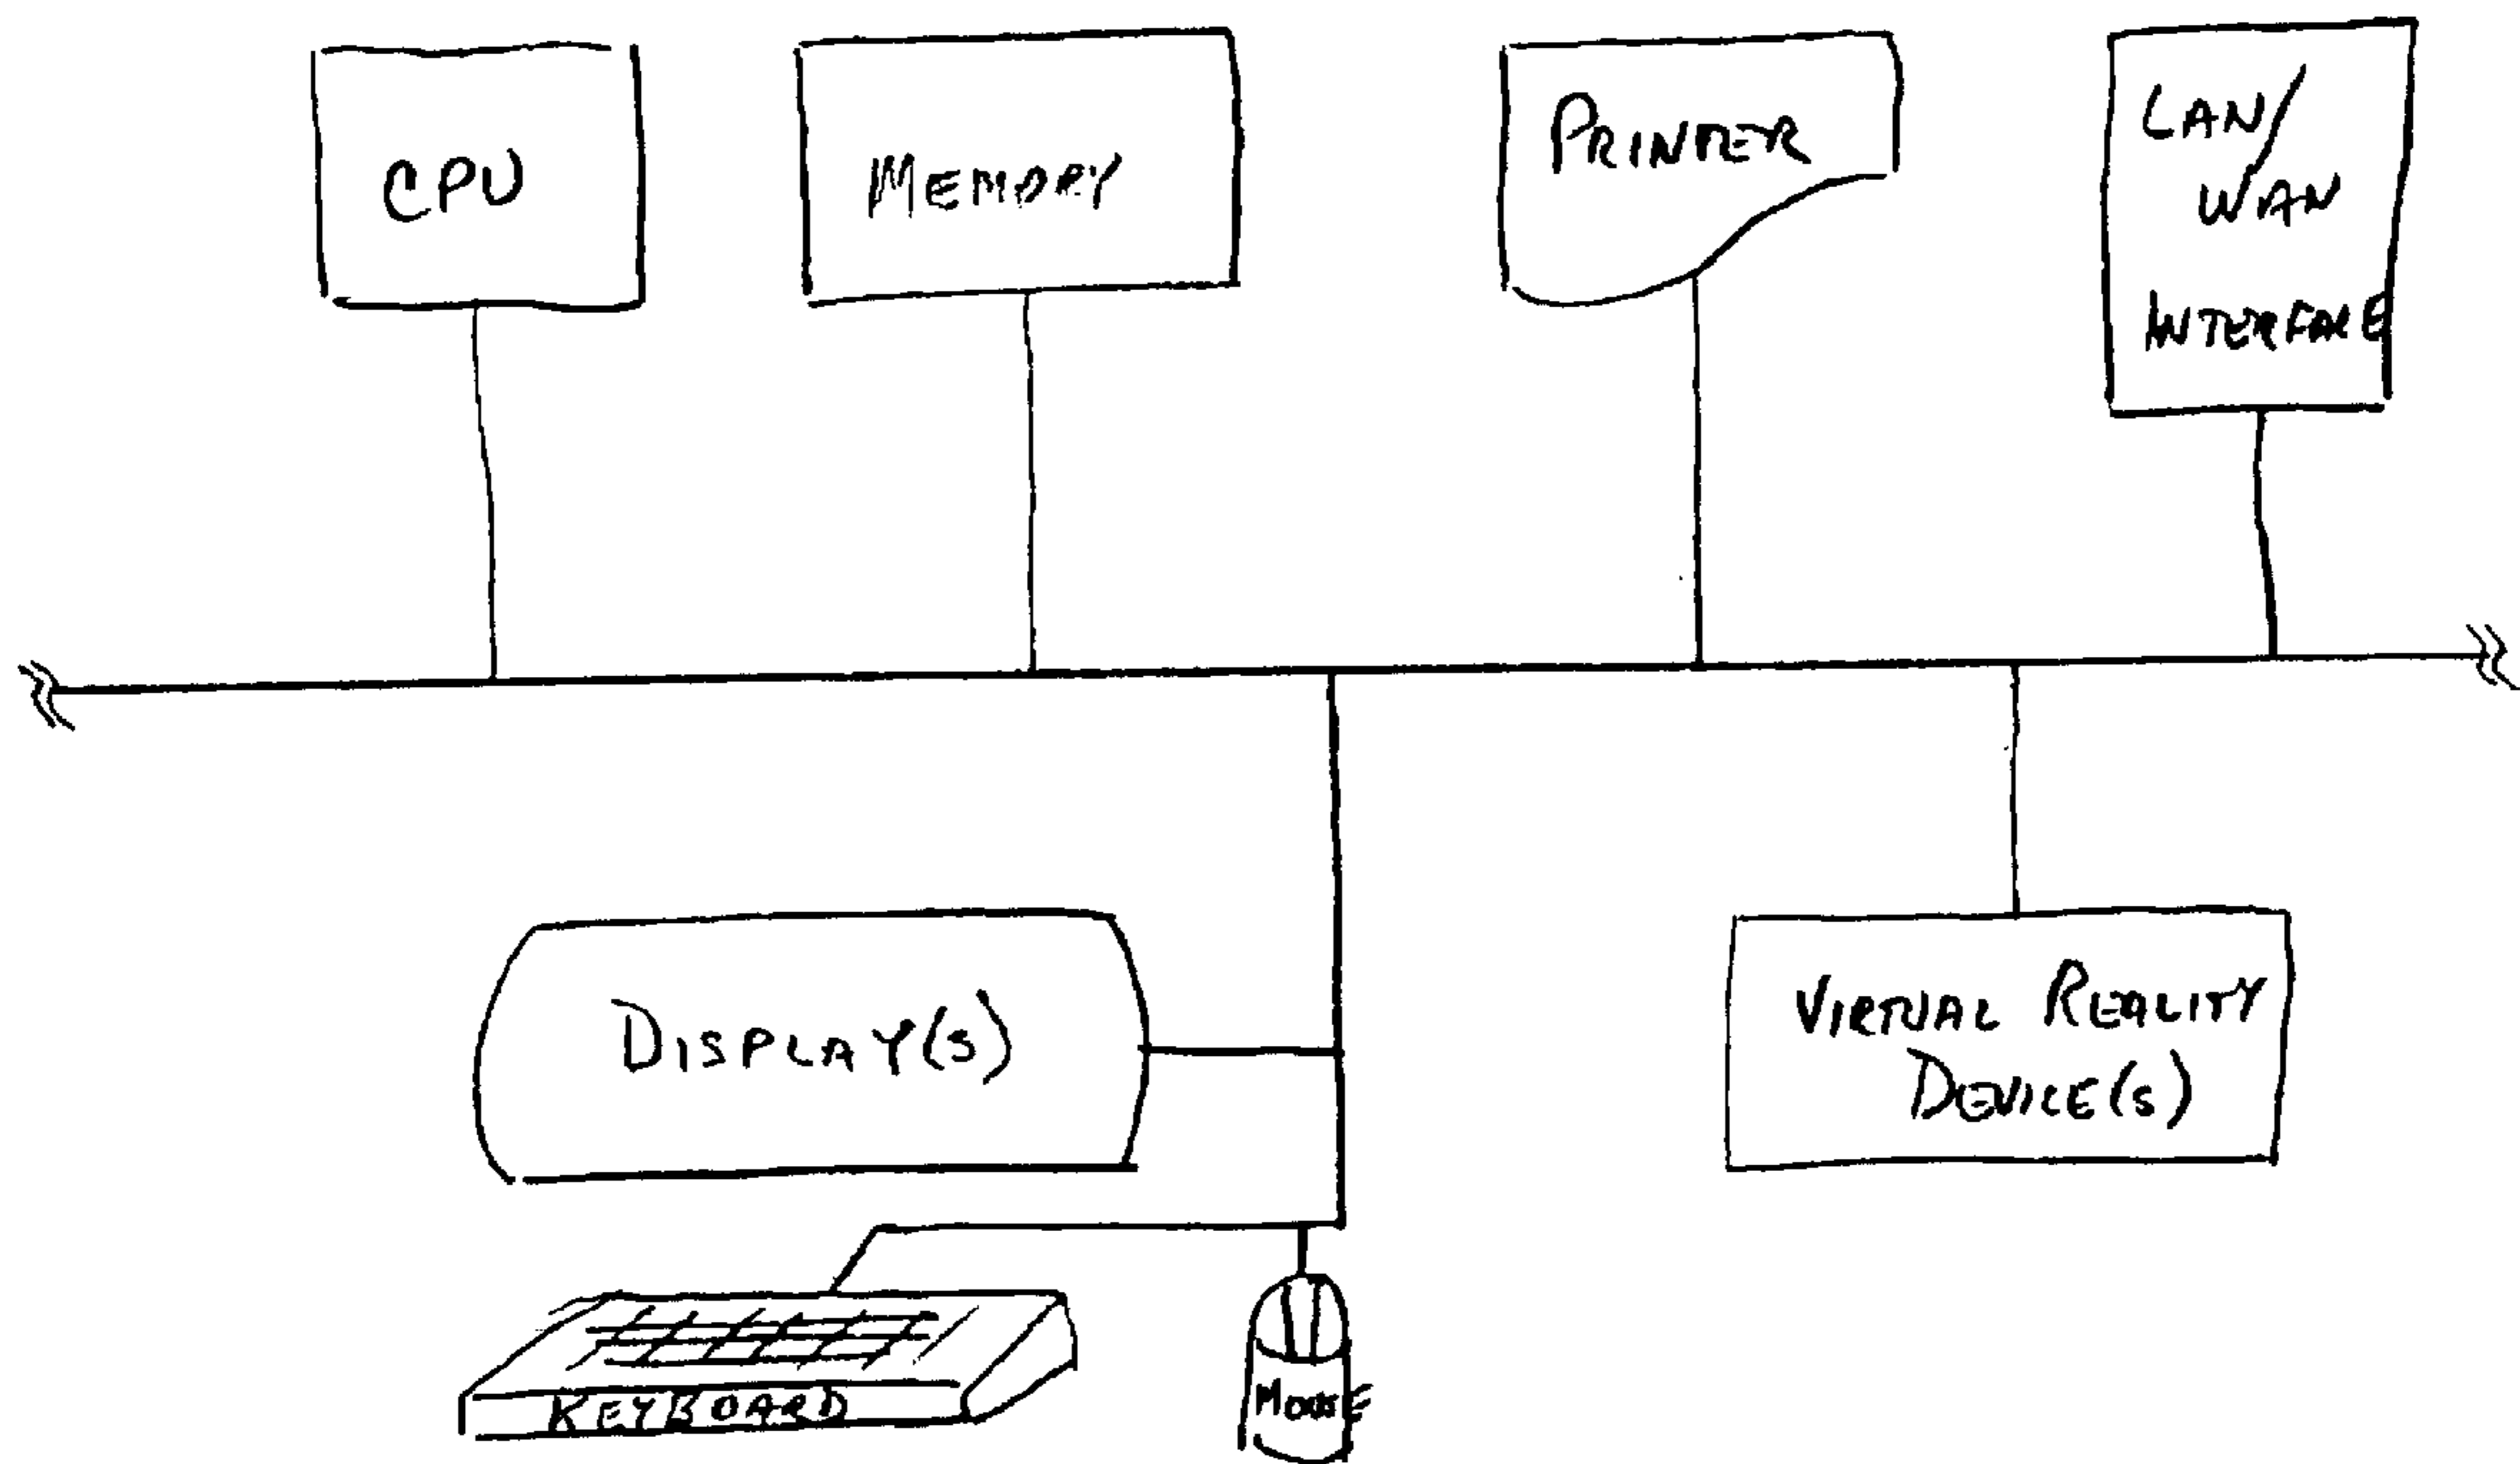 CPU
MEMORY
PRINTER
LAN/
WAN
INTERFACE
DISPLAY(S)
VIRTUAL REALITY
DEVICE(S)
KEYBOARD
MOUSE